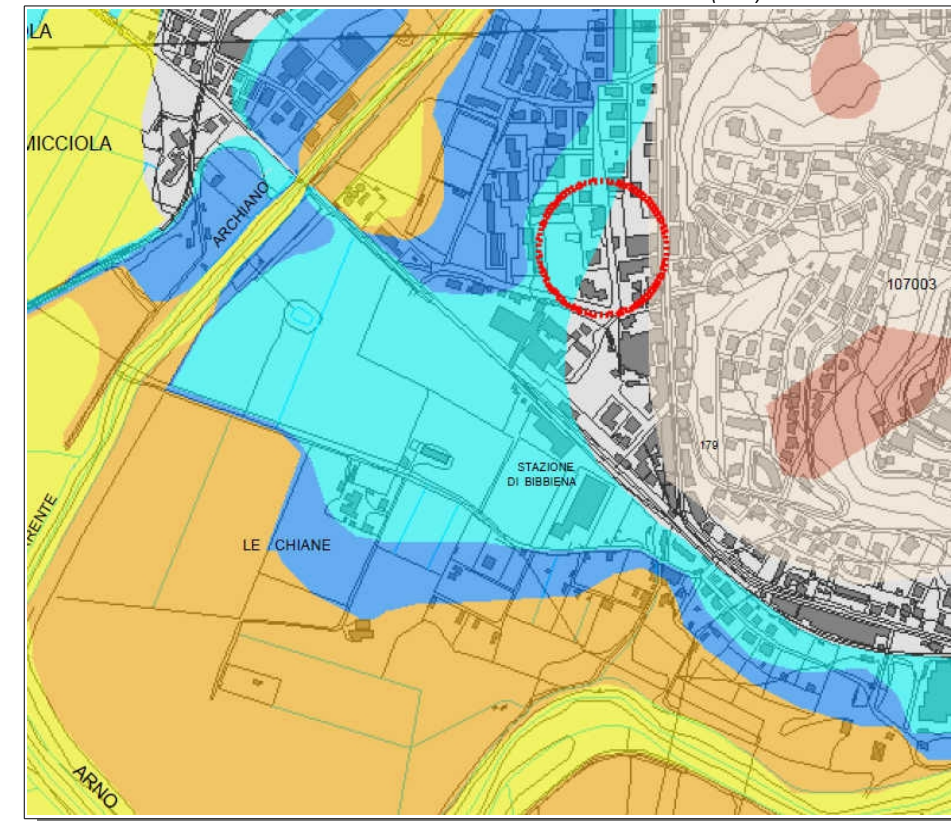 LA
MICCIOLA
ARCHIANO
107003
179
STAZIONE
DI BIBBIENA
RENTE
LE CHIANE
ARNO